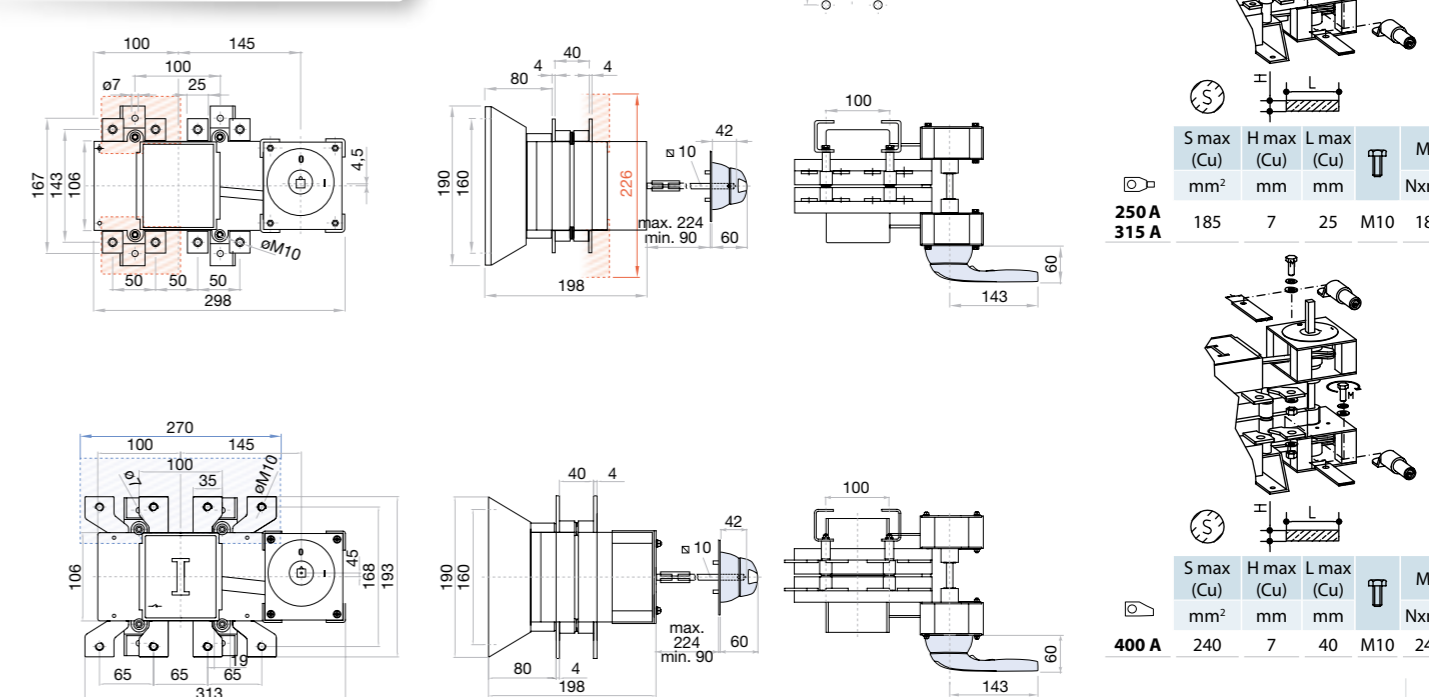 100 145
100
ø7 25
167
143
106
0
I
4,5
øM10
50 50 50
298
40
4 4
80
190
160
226
10
42
max. 224
min. 90
60
198
100
60
143
S
H
L
S max H max L max
(Cu) (Cu) (Cu)
mm² mm mm
250 A
315 A
185 7 25 M10
M
270
100 145
100
ø7 35 øM10
106
0
I
I
45
168
193
19
65 65 65
313
40 4
190
160
10
42
max.
224
min. 90
60
80 4
198
100
60
143
S
H
L
S max H max L max
(Cu) (Cu) (Cu)
mm² mm mm
400 A 240 7 40 M10